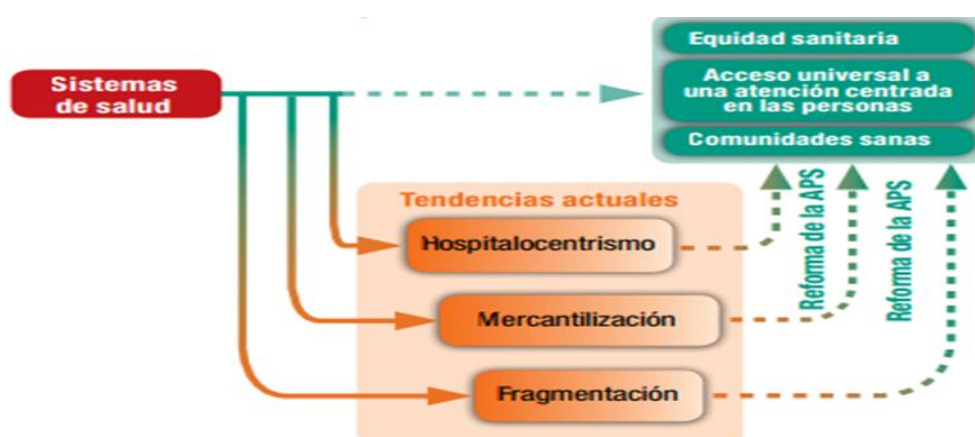 Sistemas
de salud
Equidad sanitaria
Acceso universal a
una atención centrada
en las personas
Comunidades sanas
Tendencias actuales
Hospitalocentrismo
Mercantilización
Fragmentación
Reforma de la APS
Reforma de la APS